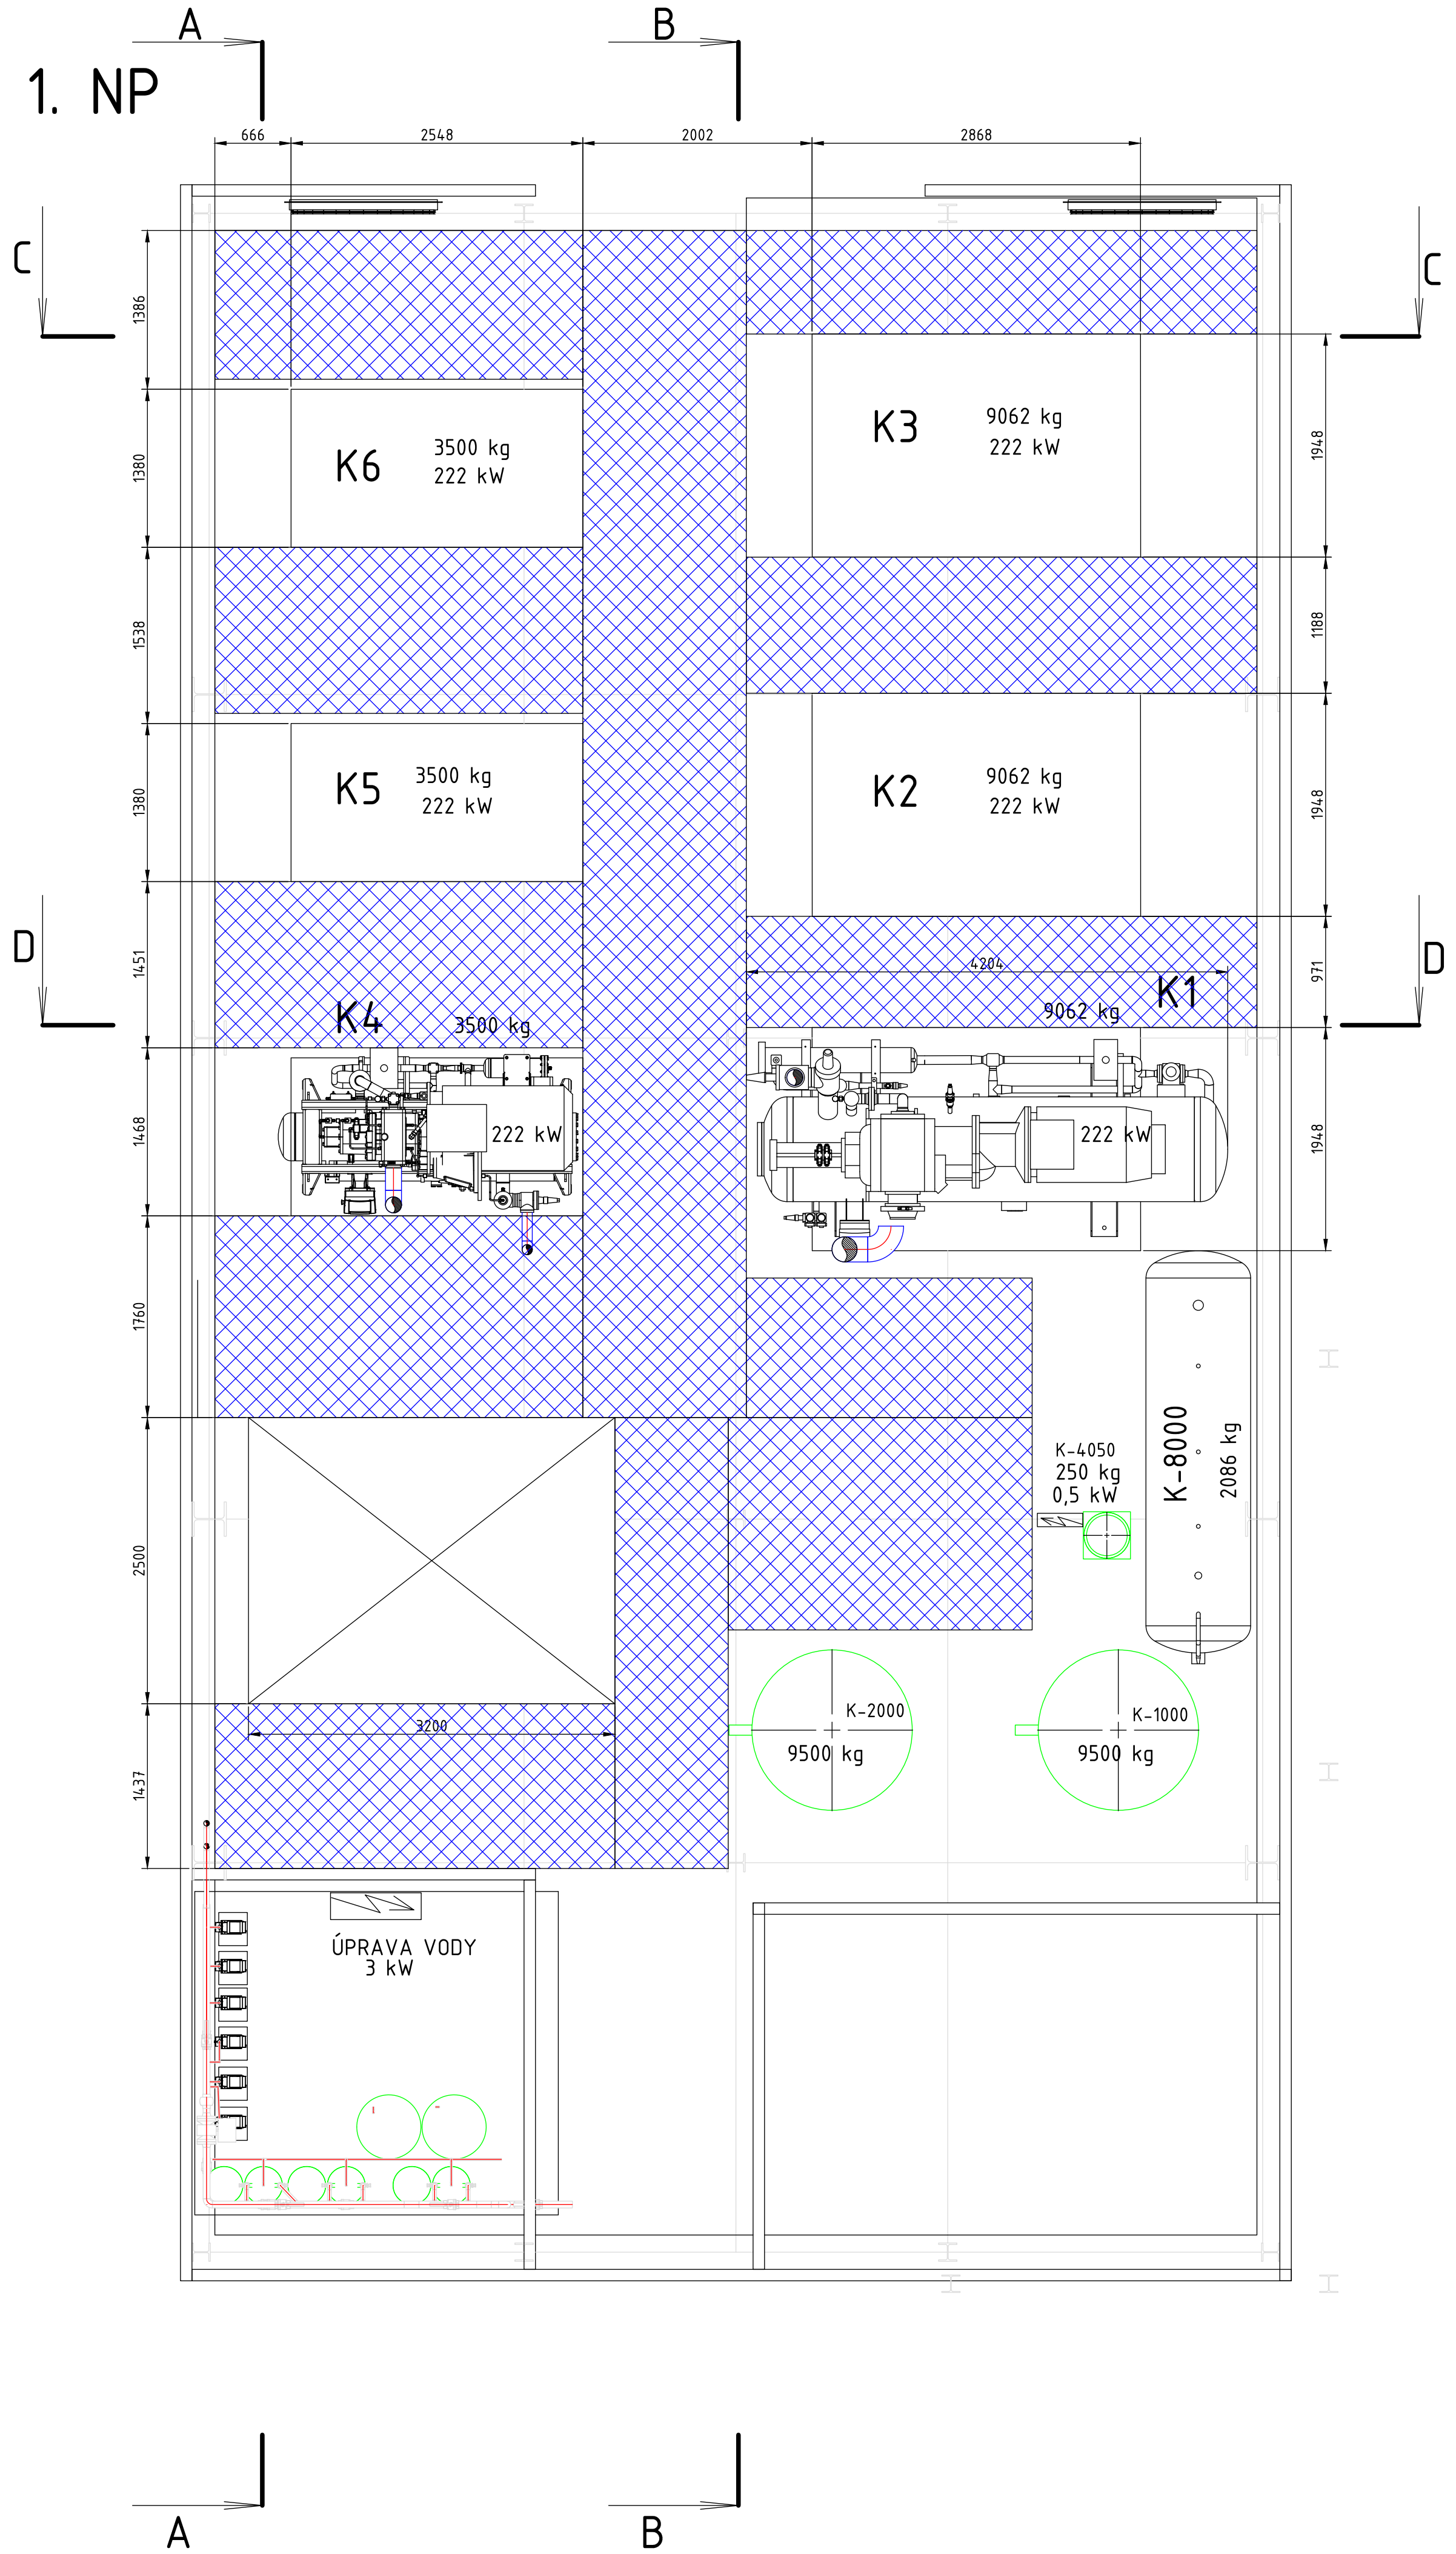 A
B
1. NP
666
2548
2002
2868
C
C
1386
K3
9062 kg
222 kW
1948
K6
3500 kg
222 kW
1380
1538
1188
K5
3500 kg
222 kW
1380
K2
9062 kg
222 kW
1948
D
D
1451
4204
971
K4
3500 kg
K1
9062 kg
1468
222 kW
222 kW
1948
1760
K-8000
2086 kg
K-4050
250 kg
0,5 kW
2500
3200
K-2000
9500 kg
K-1000
9500 kg
1437
ÚPRAVA VODY
3 kW
A
B